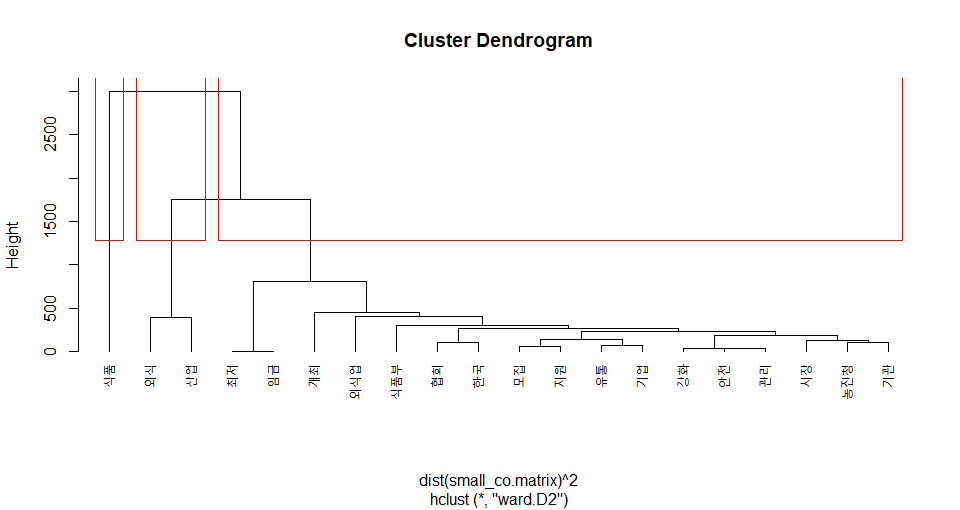 Cluster Dendrogram
Height
2500
1500
500
0
식품
외식
산업
최저
임금
개최
외식업
식품부
협회
한국
모집
지원
유통
기업
강화
안전
관리
시장
농진청
기관
dist(small_co.matrix)^2
hclust (*, "ward.D2")